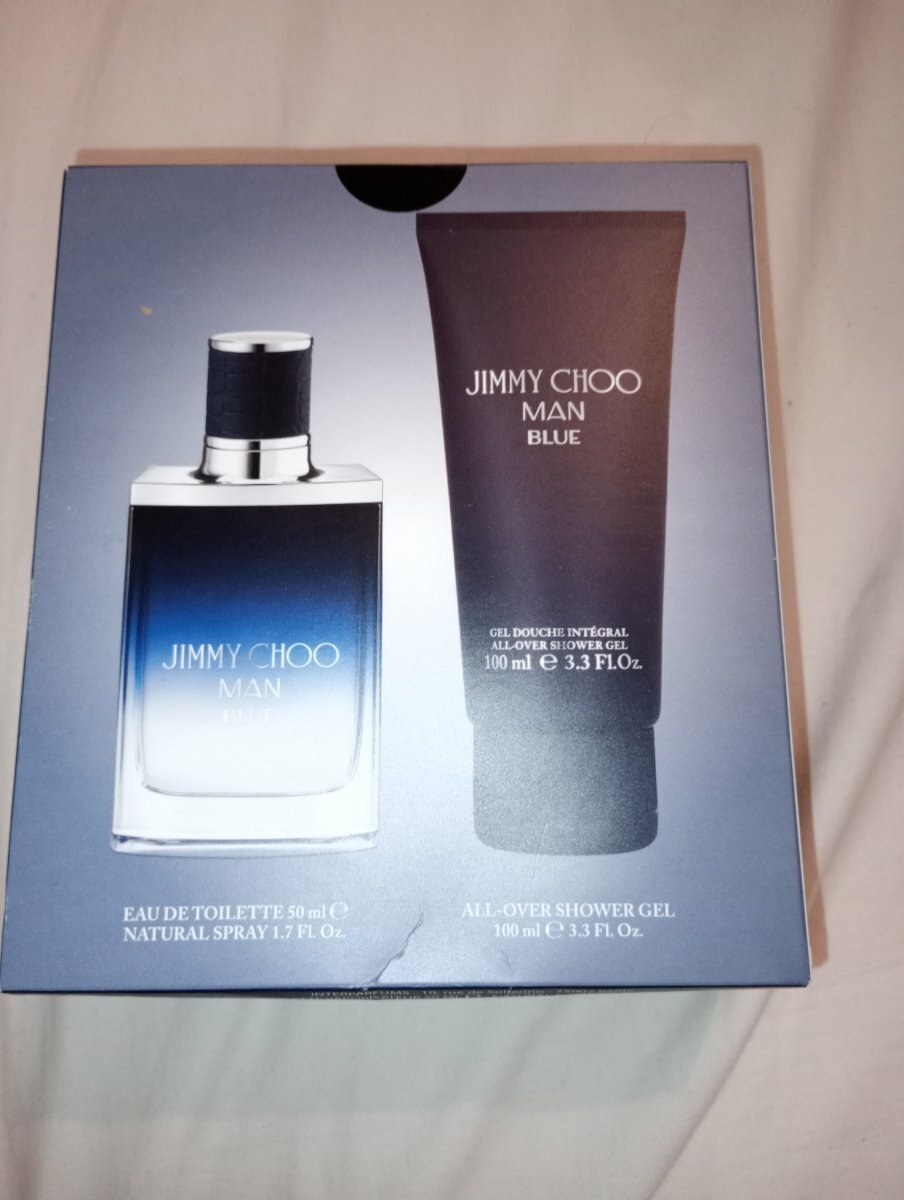 JIMMY CHOO
MAN
BLUE
GEL DOUCHE INTÉGRAL
ALL-OVER SHOWER GEL
100 ml ℮ 3.3 Fl.Oz.
JIMMY CHOO
MAN
BLUE
EAU DE TOILETTE 50 ml ℮
NATURAL SPRAY 1.7 Fl. Oz.
ALL-OVER SHOWER GEL
100 ml ℮ 3.3 Fl. Oz.
INTERPARFUMS